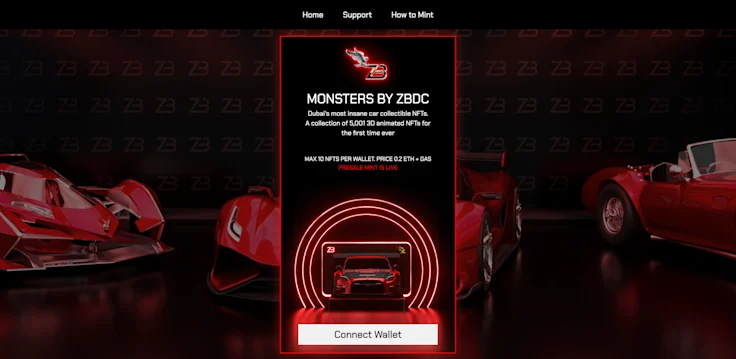 Home Support How to Mint
ZB
MONSTERS BY ZBDC
Dubai's most insane car collectible NFTs.
A collection of 5,001 3D animated NFTs for
the first time ever
MAX 10 NFTS PER WALLET. PRICE 0.2 ETH + GAS
PRESALE MINT IS LIVE
ZB
Connect Wallet